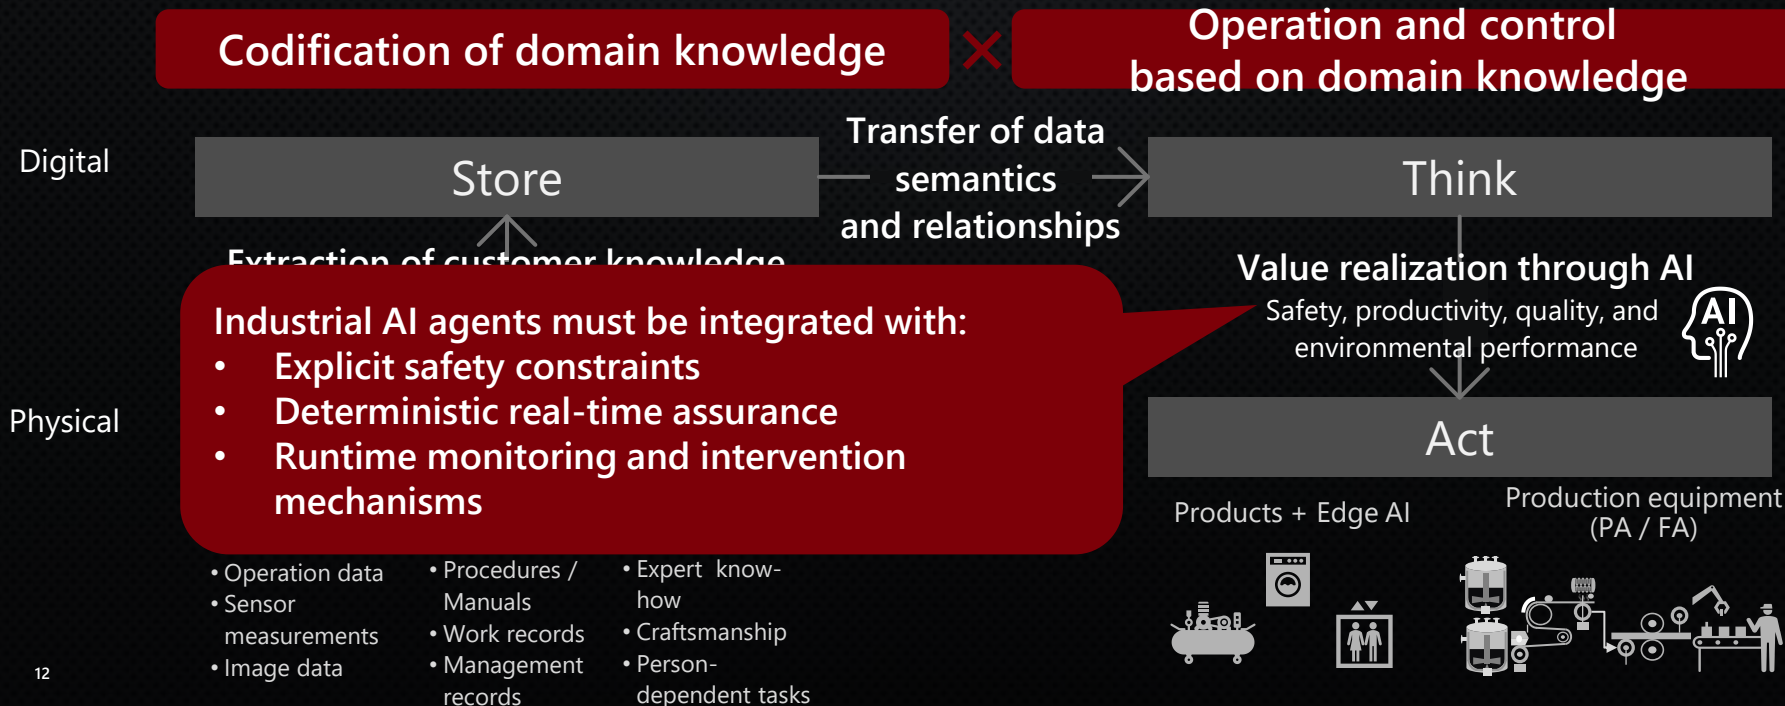 Codification of domain knowledge
×
Operation and control
based on domain knowledge
Digital
Store
Transfer of data
semantics
and relationships
Think
Extraction of customer knowledge
Value realization through AI
Safety, productivity, quality, and
environmental performance
AI
Industrial AI agents must be integrated with:
• Explicit safety constraints
• Deterministic real-time assurance
• Runtime monitoring and intervention
mechanisms
Physical
Act
Products + Edge AI
Production equipment
(PA / FA)
• Operation data
• Sensor
measurements
• Image data
• Procedures /
Manuals
• Work records
• Management
records
• Expert know-
how
• Craftsmanship
• Person-
dependent tasks
12